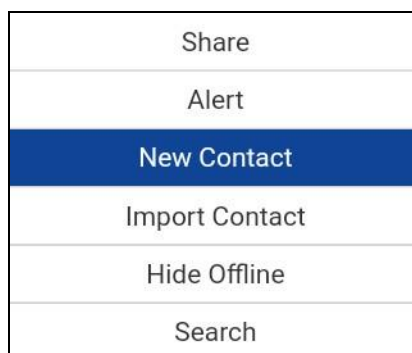 Share
Alert
New Contact
Import Contact
Hide Offline
Search